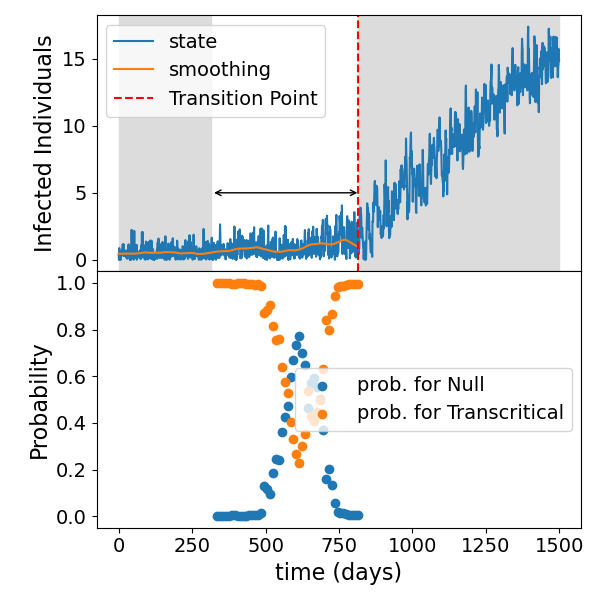 state
smoothing
Transition Point
Infected Individuals
15
10
5
0
Probability
1.0
0.8
0.6
0.4
0.2
0.0
prob. for Null
prob. for Transcritical
0 250 500 750 1000 1250 1500
time (days)